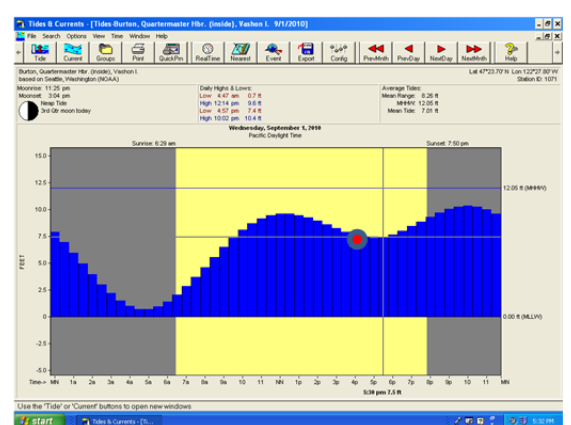 Tides & Currents - [Tides-Burton, Quartermaster Hbr. (inside), Vashon I.  9/1/2010]
File Search Options View Time Window Help
Tide Current Groups Print QuickPrn RealTime Nearest Event Export Config PrevMnth PrevDay NextDay NextMnth Help
Burton, Quartermaster Hbr. (inside), Vashon I. Lat 47°23.70' N Lon 122°27.80' W
based on Seattle, Washington (NOAA) Station ID: 1071
Moonrise: 11:25 pm Daily Highs & Lows: Average Tides:
Moonset: 3:04 pm Low 4:47 am 0.7 ft Mean Range: 8.26 ft
Neap Tide High 12:14 pm 9.6 ft MHHW: 12.05 ft
3rd Qtr moon today Low 4:57 pm 7.4 ft Mean Tide: 7.01 ft
High 10:02 pm 10.4 ft
Wednesday, September 1, 2010
Pacific Daylight Time
Sunrise: 6:29 am Sunset: 7:50 pm
15.0
12.5
12.05 ft (MHHW)
10.0
7.5
5.0
FEET
2.5
0
0.00 ft (MLLW)
-2.5
-5.0
Time-> MN 1a 2a 3a 4a 5a 6a 7a 8a 9a 10 11 NN 1p 2p 3p 4p 5p 6p 7p 8p 9p 10 11 MN
5:30 pm 7.5 ft
Use the 'Tide' or 'Current' buttons to open new windows
start Tides & Currents - [Ti... 5:32 PM